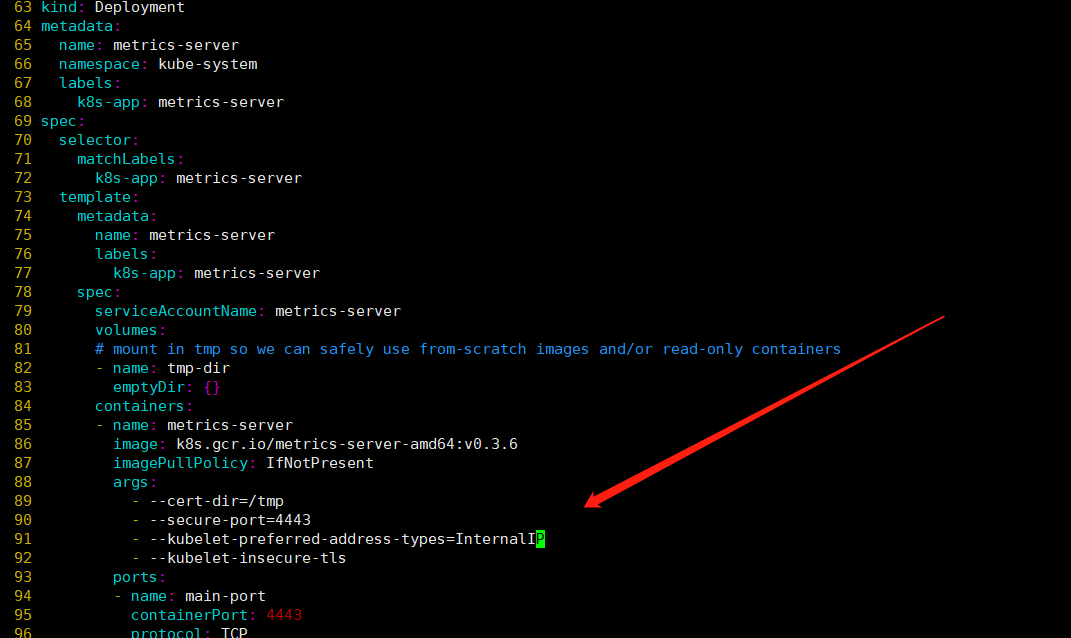 63 kind: Deployment
64 metadata:
65   name: metrics-server
66   namespace: kube-system
67   labels:
68     k8s-app: metrics-server
69 spec:
70   selector:
71     matchLabels:
72       k8s-app: metrics-server
73   template:
74     metadata:
75       name: metrics-server
76       labels:
77         k8s-app: metrics-server
78     spec:
79       serviceAccountName: metrics-server
80       volumes:
81       # mount in tmp so we can safely use from-scratch images and/or read-only containers
82       - name: tmp-dir
83         emptyDir: {}
84       containers:
85       - name: metrics-server
86         image: k8s.gcr.io/metrics-server-amd64:v0.3.6
87         imagePullPolicy: IfNotPresent
88         args:
89           - --cert-dir=/tmp
90           - --secure-port=4443
91           - --kubelet-preferred-address-types=InternalIP
92           - --kubelet-insecure-tls
93         ports:
94         - name: main-port
95           containerPort: 4443
96           protocol: TCP